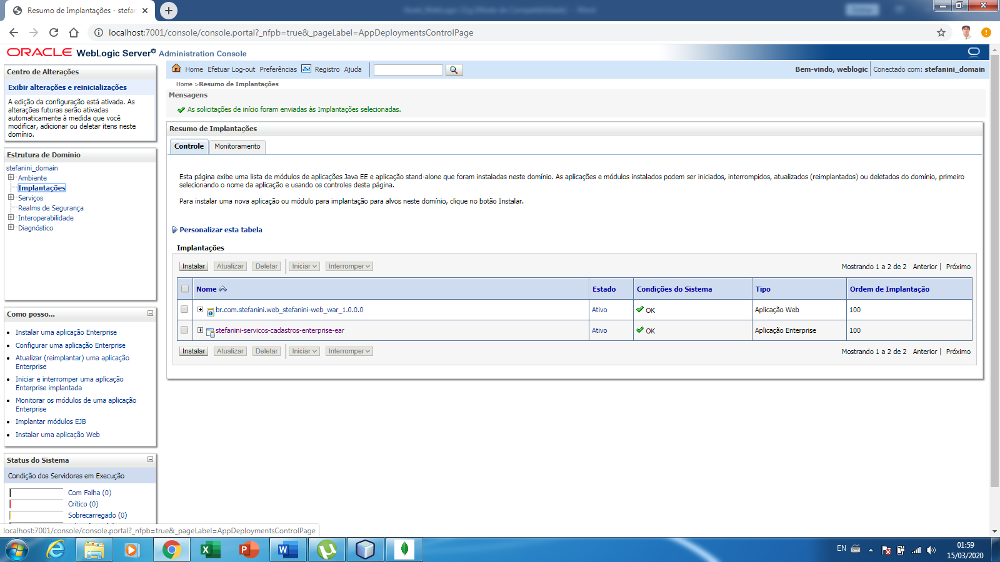 Resumo de Implantações - stefan
localhost:7001/console/console.portal?_nfpb=true&_pageLabel=AppDeploymentsControlPage
ORACLE WebLogic Server® Administration Console
Centro de Alterações
Exibir alterações e reinicializações
A edição da configuração está ativada. As
alterações futuras serão ativadas
automaticamente à medida que você
modificar, adicionar ou deletar itens neste
domínio.
Estrutura de Domínio
stefanini_domain
Ambiente
Implantações
Serviços
Realms de Segurança
Interoperabilidade
Diagnóstico
Como posso...
Instalar uma aplicação Enterprise
Configurar uma aplicação Enterprise
Atualizar (reimplantar) uma aplicação
Enterprise
Iniciar e interromper uma aplicação
Enterprise implantada
Monitorar os módulos de uma aplicação
Enterprise
Implantar módulos EJB
Instalar uma aplicação Web
Status do Sistema
Condição dos Servidores em Execução
Com Falha (0)
Crítico (0)
Sobrecarregado (0)
Home Efetuar Log-out Preferências Registro Ajuda
Bem-vindo, weblogic Conectado com: stefanini_domain
Home >Resumo de Implantações
Mensagens
As solicitações de início foram enviadas às Implantações selecionadas.
Resumo de Implantações
Controle Monitoramento
Esta página exibe uma lista de módulos de aplicações Java EE e aplicação stand-alone que foram instaladas neste domínio. As aplicações e módulos instalados podem ser iniciados, interrompidos, atualizados (reimplantados) ou deletados do domínio, primeiro
selecionando o nome da aplicação e usando os controles desta página.
Para instalar uma nova aplicação ou módulo para implantação para alvos neste domínio, clique no botão Instalar.
Personalizar esta tabela
Implantações
Instalar Atualizar Deletar Iniciar Interromper Mostrando 1 a 2 de 2 Anterior Próximo
Nome Estado Condições do Sistema Tipo Ordem de Implantação
br.com.stefanini.web_stefanini-web_war_1.0.0.0 Ativo OK Aplicação Web 100
stefanini-servicos-cadastros-enterprise-ear Ativo OK Aplicação Enterprise 100
Instalar Atualizar Deletar Iniciar Interromper Mostrando 1 a 2 de 2 Anterior Próximo
localhost:7001/console/console.portal?_nfpb=true&_pageLabel=AppDeploymentsControlPage
EN
01:59
15/03/2020